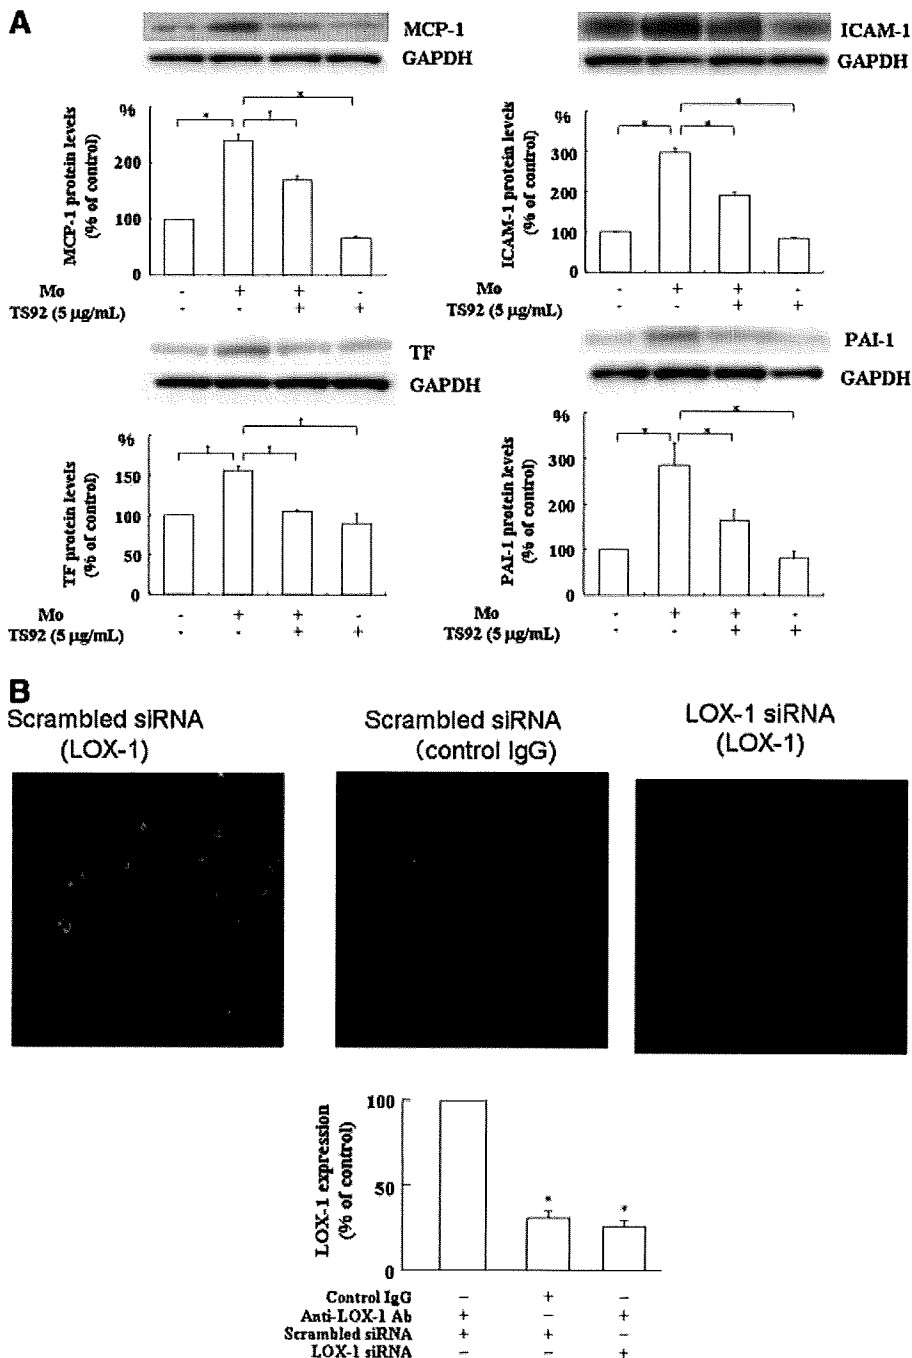 A
MCP-1
GAPDH
%
200
100
0
MCP-1 protein levels
(% of control)
* * †
Mo - + + -
TS92 (5 µg/mL) - - + +
ICAM-1
GAPDH
%
300
200
100
0
ICAM-1 protein levels
(% of control)
* * *
Mo - + + -
TS92 (5 µg/mL) - - + +
TF
GAPDH
%
150
100
50
0
TF protein levels
(% of control)
† † †
Mo - + + -
TS92 (5 µg/mL) - - + +
PAI-1
GAPDH
%
300
200
100
0
PAI-1 protein levels
(% of control)
* * *
Mo - + + -
TS92 (5 µg/mL) - - + +
B
Scrambled siRNA
(LOX-1)
Scrambled siRNA
(control IgG)
LOX-1 siRNA
(LOX-1)
100
50
0
LOX-1 expression
(% of control)
* *
Control IgG – + –
Anti-LOX-1 Ab + – +
Scrambled siRNA + + –
LOX-1 siRNA – – +